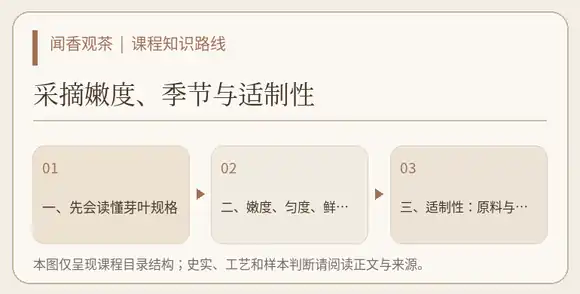 闻香观茶｜课程知识路线
采摘嫩度、季节与适制性
01
一、先会读懂芽叶规格
02
二、嫩度、匀度、鲜…
03
三、适制性：原料与…
本图仅呈现课程目录结构；史实、工艺和样本判断请阅读正文与来源。